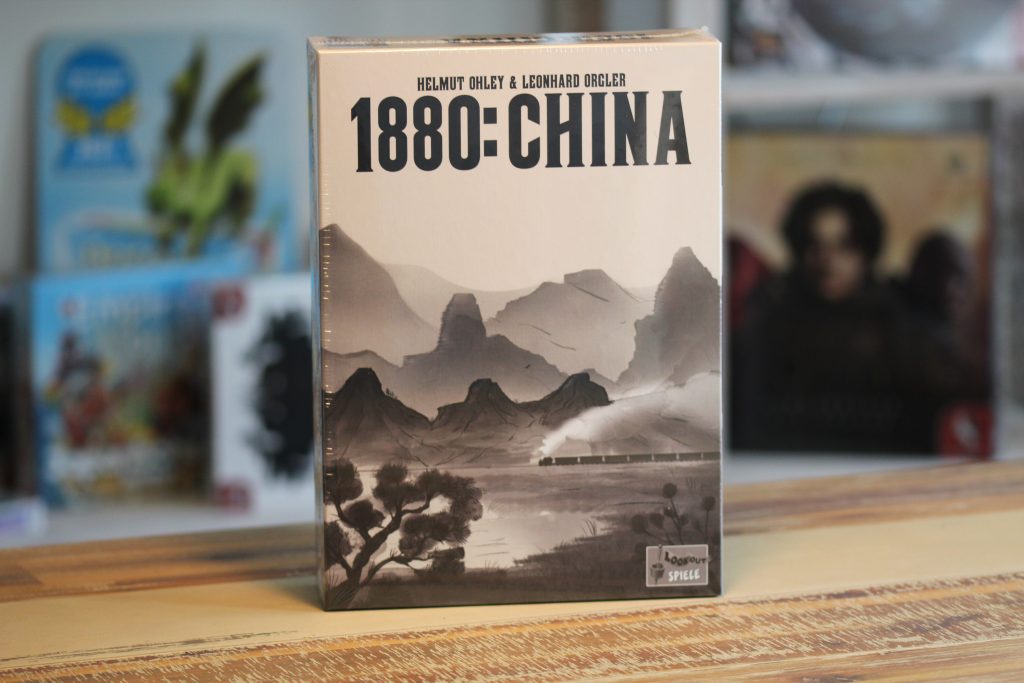 HELMUT OHLEY & LEONHARD ORGLER
1880: CHINA
LOOKOUT
SPIELE